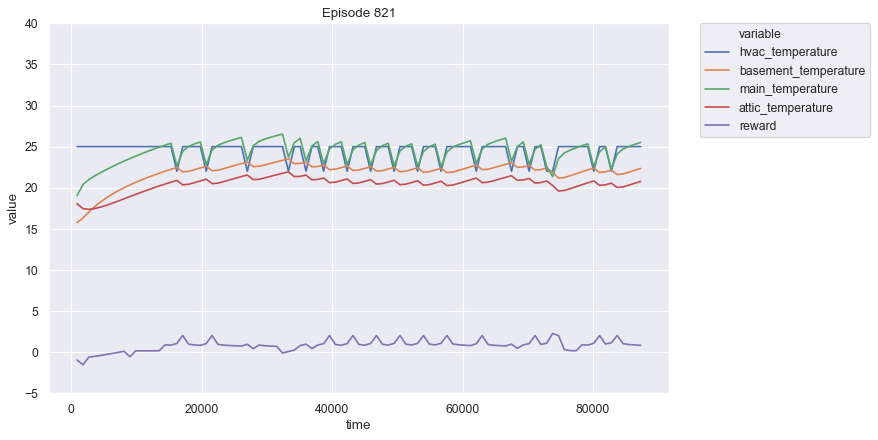 Episode 821
40
35
30
25
20
15
10
5
0
−5
value
0 20000 40000 60000 80000
time
variable
hvac_temperature
basement_temperature
main_temperature
attic_temperature
reward